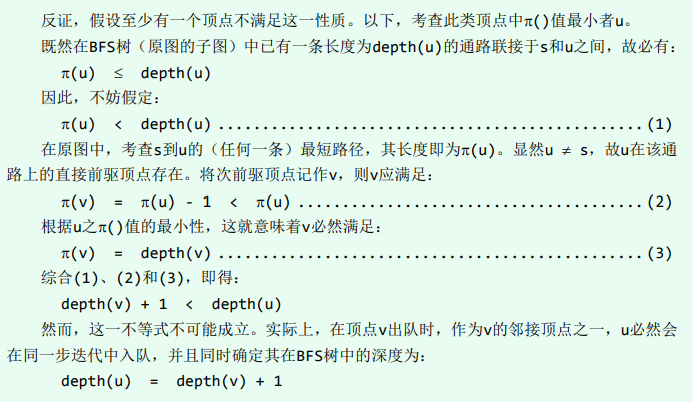 反证，假设至少有一个顶点不满足这一性质。以下，考查此类顶点中π()值最小者u。
既然在BFS树（原图的子图）中已有一条长度为depth(u)的通路联接于s和u之间，故必有：
π(u) ≤ depth(u)
因此，不妨假定：
π(u) < depth(u) ................................................ (1)
在原图中，考查s到u的（任何一条）最短路径，其长度即为π(u)。显然u ≠ s，故u在该通
路上的直接前驱顶点存在。将次前驱顶点记作v，则v应满足：
π(v) = π(u) - 1 < π(u) ....................................... (2)
根据u之π()值的最小性，这就意味着v必然满足：
π(v) = depth(v) ................................................ (3)
综合(1)、(2)和(3)，即得：
depth(v) + 1 < depth(u)
然而，这一不等式不可能成立。实际上，在顶点v出队时，作为v的邻接顶点之一，u必然会
在同一步迭代中入队，并且同时确定其在BFS树中的深度为：
depth(u) = depth(v) + 1